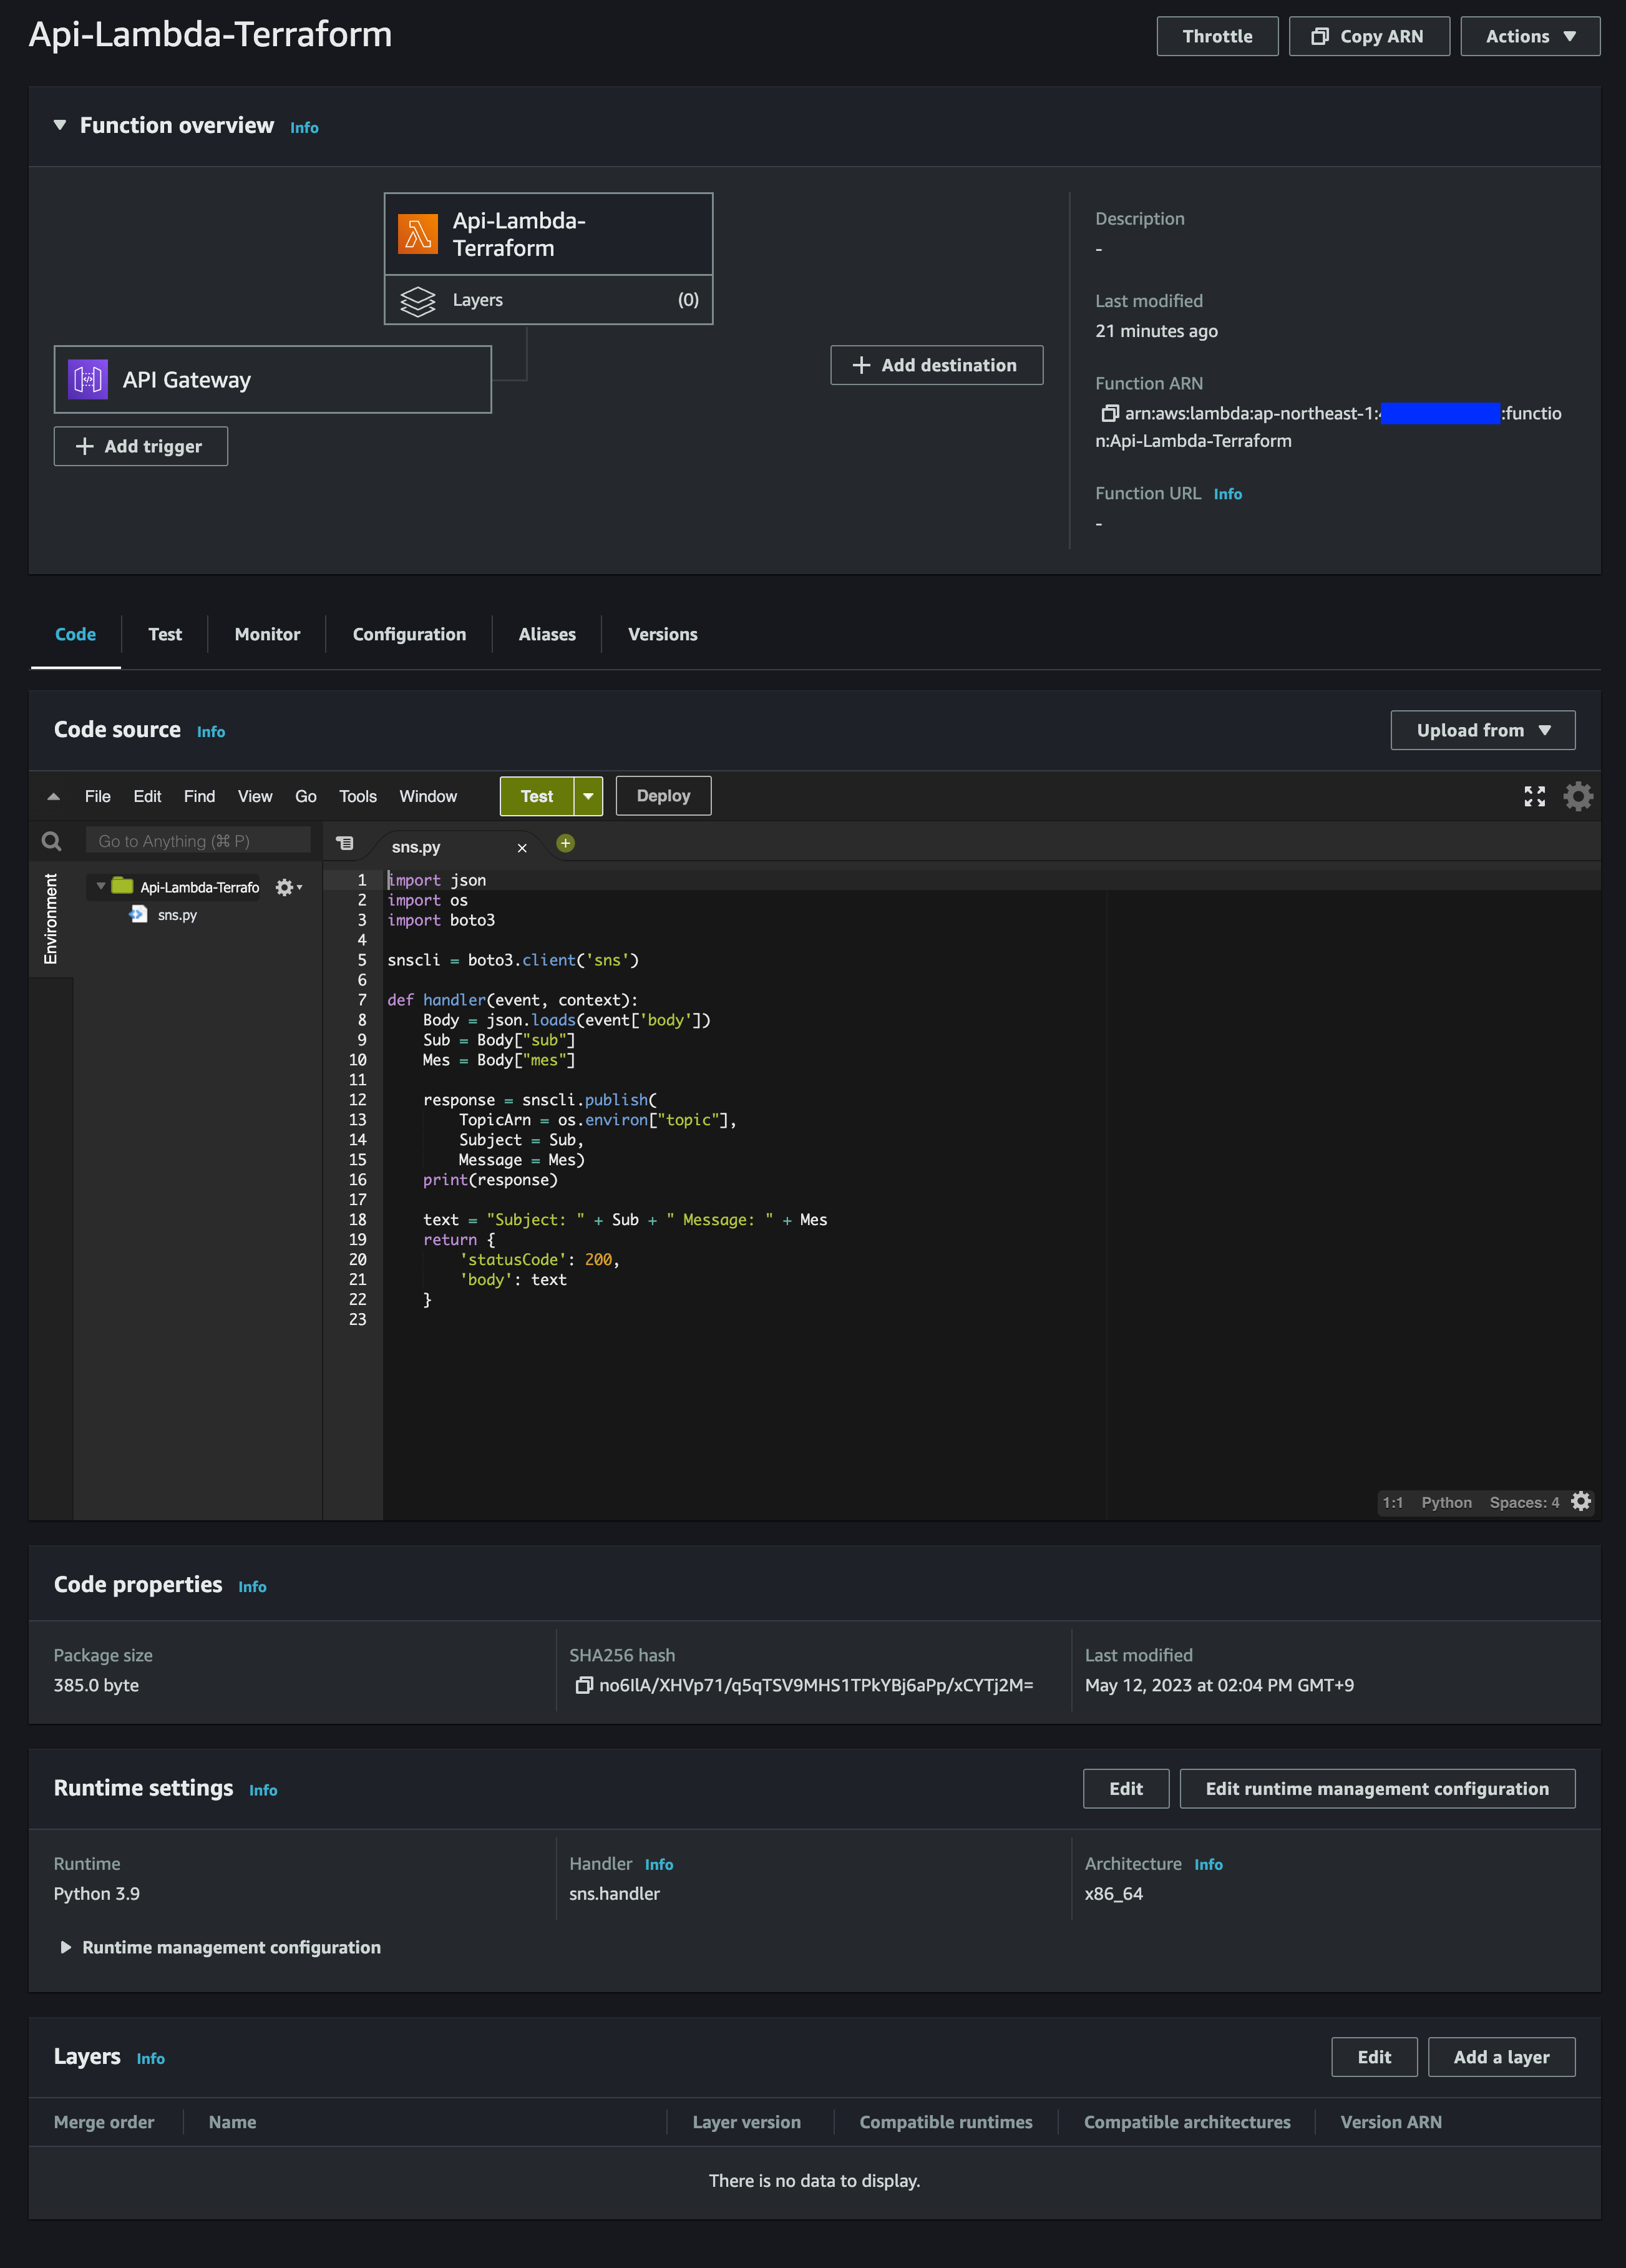 Api-Lambda-Terraform
Throttle
Copy ARN
Actions
Function overview Info
Api-Lambda-
Terraform
Layers (0)
API Gateway
Add trigger
Add destination
Description
-
Last modified
21 minutes ago
Function ARN
arn:aws:lambda:ap-northeast-1: :functio
n:Api-Lambda-Terraform
Function URL Info
-
Code Test Monitor Configuration Aliases Versions
Code source Info
Upload from
File Edit Find View Go Tools Window Test Deploy
Go to Anything (⌘ P)
Environment
Api-Lambda-Terrafo
sns.py
sns.py
1 import json
2 import os
3 import boto3
4
5 snscli = boto3.client('sns')
6
7 def handler(event, context):
8     Body = json.loads(event['body'])
9     Sub = Body["sub"]
10     Mes = Body["mes"]
11
12     response = snscli.publish(
13         TopicArn = os.environ["topic"],
14         Subject = Sub,
15         Message = Mes)
16     print(response)
17
18     text = "Subject: " + Sub + " Message: " + Mes
19     return {
20         'statusCode': 200,
21         'body': text
22     }
23
1:1 Python Spaces: 4
Code properties Info
Package size
385.0 byte
SHA256 hash
no6IlA/XHVp71/q5qTSV9MHS1TPkYBj6aPp/xCYTj2M=
Last modified
May 12, 2023 at 02:04 PM GMT+9
Runtime settings Info
Edit
Edit runtime management configuration
Runtime
Python 3.9
Handler Info
sns.handler
Architecture Info
x86_64
Runtime management configuration
Layers Info
Edit
Add a layer
Merge order Name Layer version Compatible runtimes Compatible architectures Version ARN
There is no data to display.